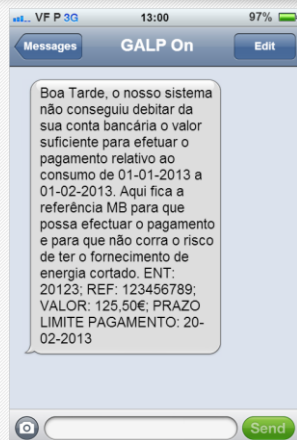 VF P 3G 13:00 97%
Messages GALP On Edit
Boa Tarde, o nosso sistema
não conseguiu debitar da
sua conta bancária o valor
suficiente para efetuar o
pagamento relativo ao
consumo de 01-01-2013 a
01-02-2013. Aqui fica a
referência MB para que
possa efectuar o pagamento
e para que não corra o risco
de ter o fornecimento de
energia cortado. ENT:
20123; REF: 123456789;
VALOR: 125,50€; PRAZO
LIMITE PAGAMENTO: 20-
02-2013
Send